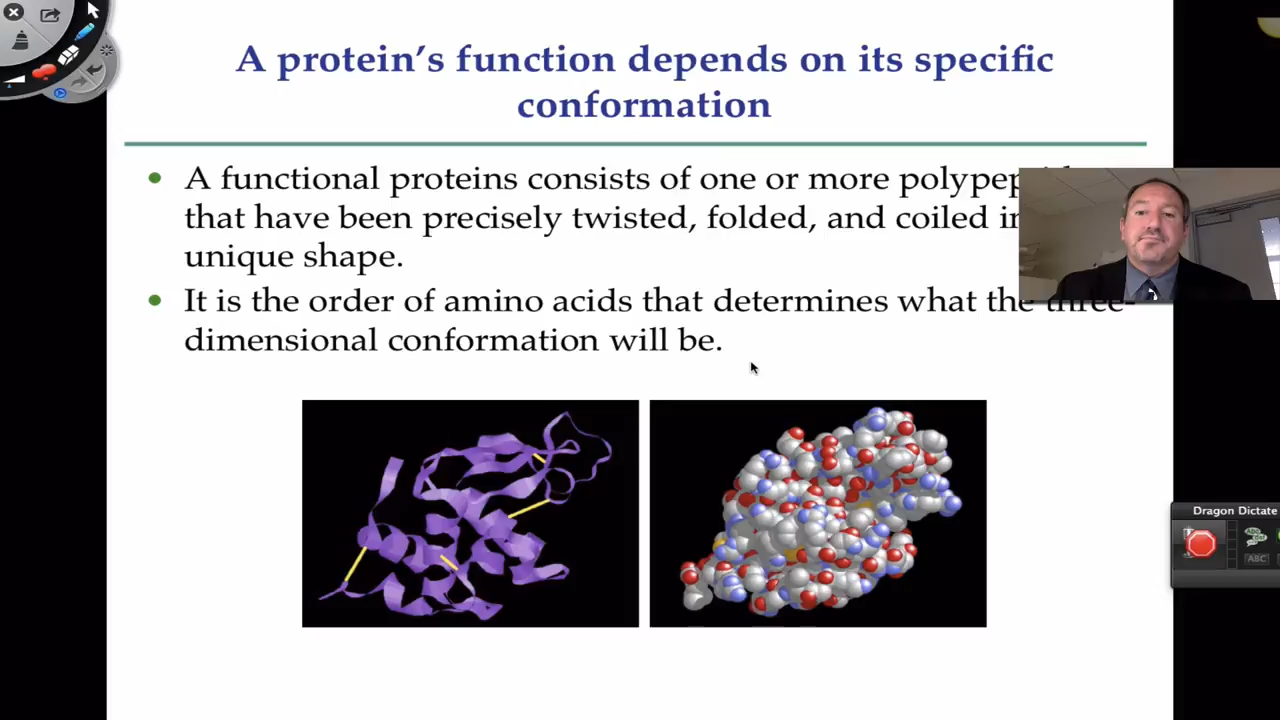 A protein's function depends on its specific
conformation
• A functional proteins consists of one or more
that have been precisely twisted, folded, and coiled
unique shape.
• It is the order of amino acids that determines what the three-
dimensional conformation will be.
Dragon Dictate
ABC